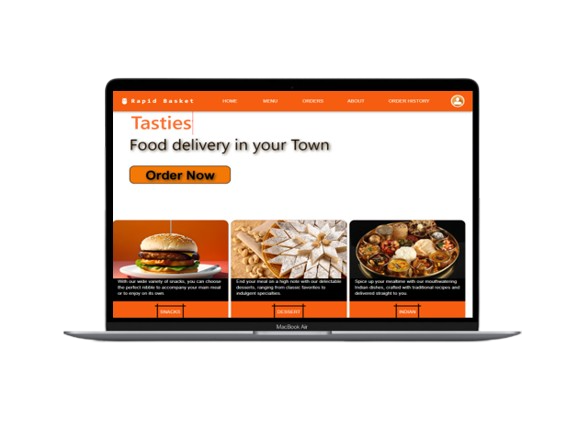 Rapid Basket HOME MENU ORDERS ABOUT ORDER HISTORY
Tasties
Food delivery in your Town
Order Now
With our wide variety of snacks, you can choose
the perfect nibble to accompany your main meal
or to enjoy on its own.
End your meal on a high note with our delectable
desserts, ranging from classic favorites to
indulgent specialties.
Spice up your mealtime with our mouthwatering
Indian dishes, crafted with traditional recipes and
delivered straight to you.
SNACKS
DESSERT
INDIAN
MacBook Air